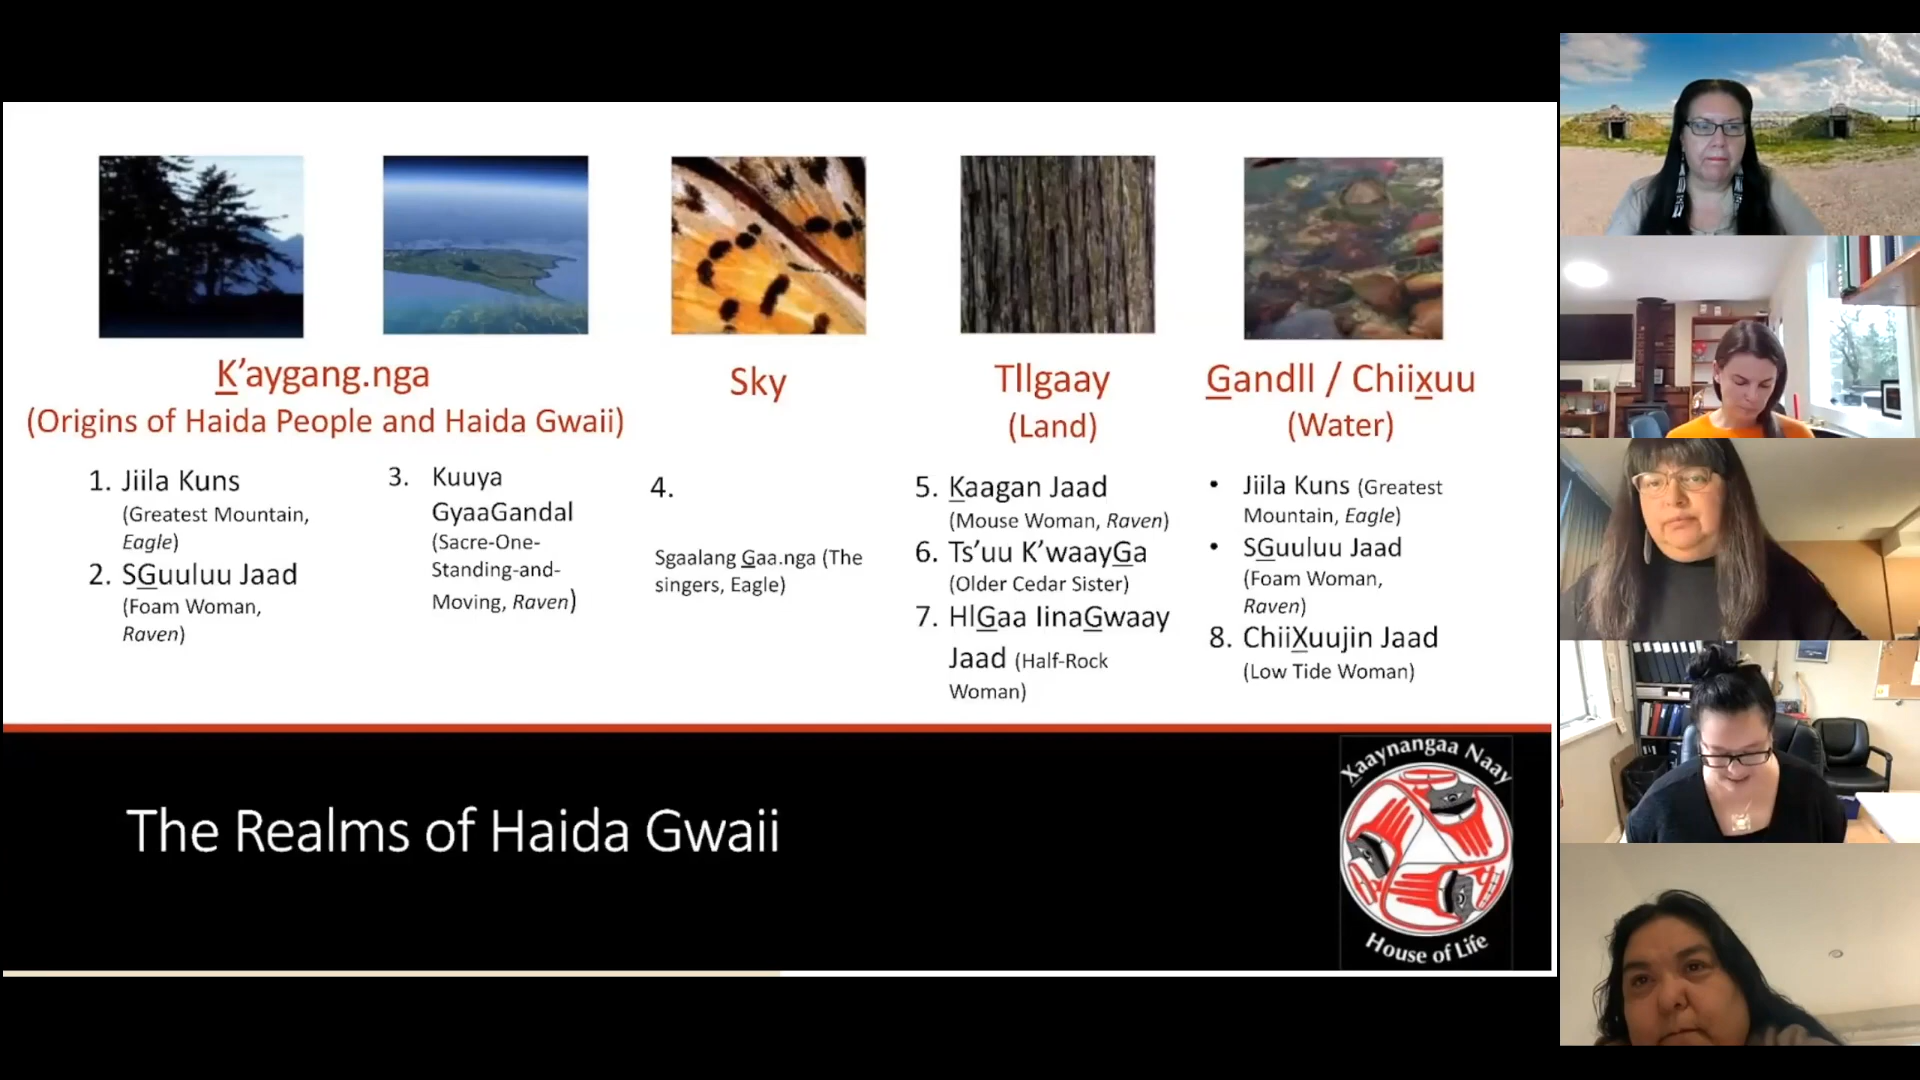 K̲’aygang.nga
(Origins of Haida People and Haida Gwaii)
1. Jiila Kuns
(Greatest Mountain,
Eagle)
2. SG̲uuluu Jaad
(Foam Woman,
Raven)
3. Kuuya
GyaaGandal
(Sacre-One-
Standing-and-
Moving, Raven)
Sky
4.
Sgaalang G̲aa.nga (The
singers, Eagle)
Tllgaay
(Land)
5. K̲aagan Jaad
(Mouse Woman, Raven)
6. Ts’uu K’waayG̲a
(Older Cedar Sister)
7. HlG̲aa IinaG̲waay
Jaad (Half-Rock
Woman)
G̲andll / Chiix̲uu
(Water)
• Jiila Kuns (Greatest
Mountain, Eagle)
• SG̲uuluu Jaad
(Foam Woman,
Raven)
8. ChiiX̲uujin Jaad
(Low Tide Woman)
The Realms of Haida Gwaii
X̲aaynangaa Naay
House of Life